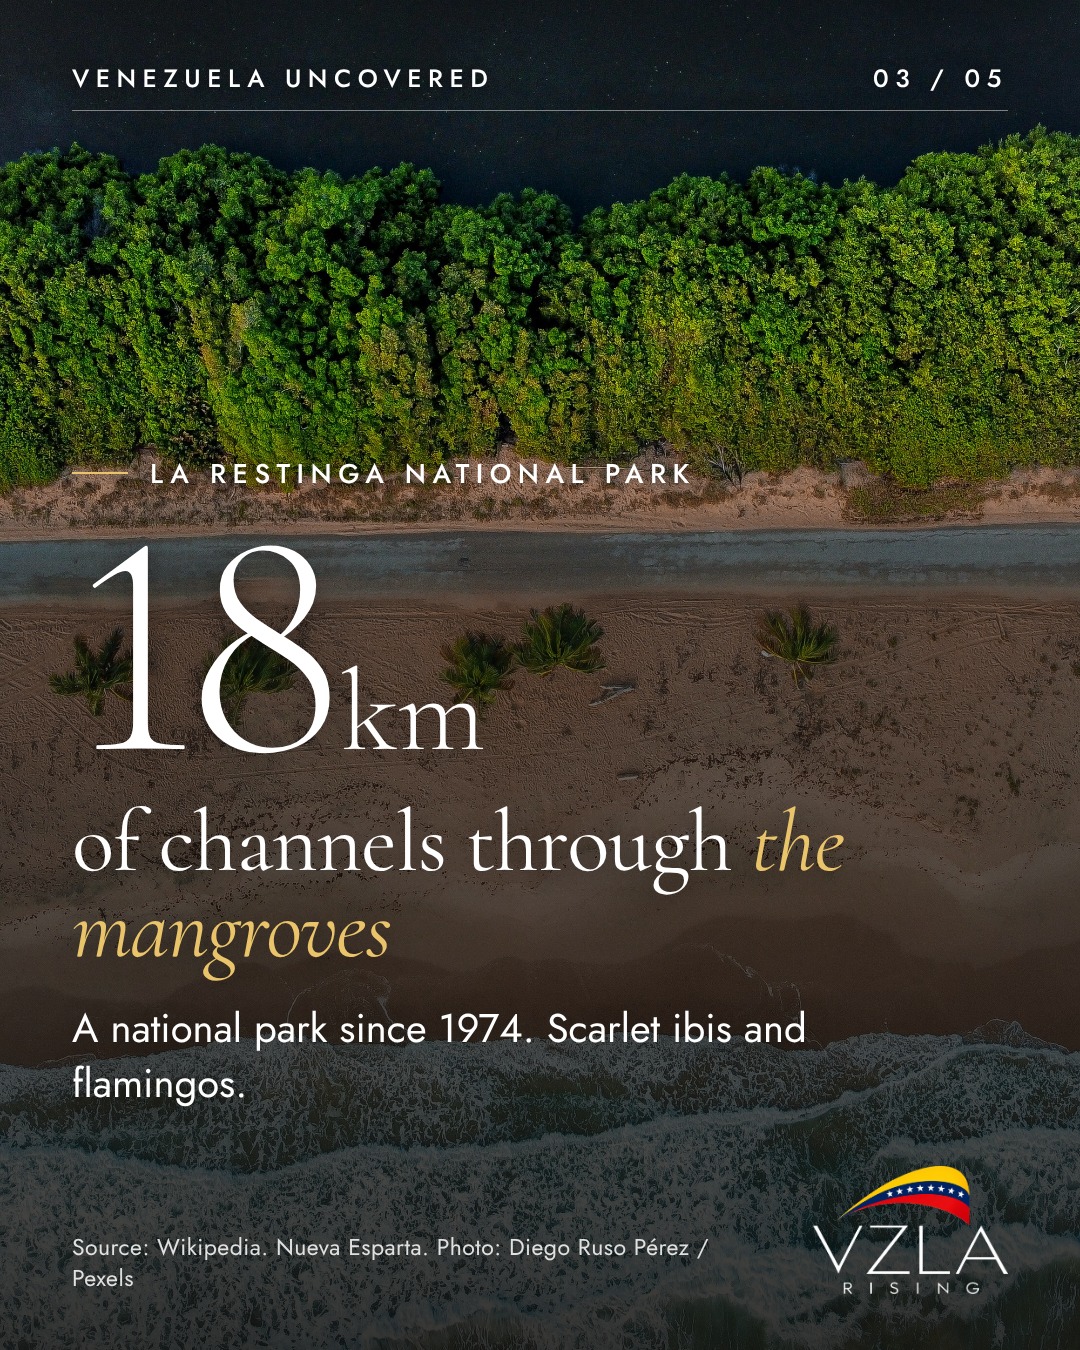 VENEZUELA UNCOVERED
03 / 05
LA RESTINGA NATIONAL PARK
18km
of channels through the
mangroves
A national park since 1974. Scarlet ibis and
flamingos.
Source: Wikipedia. Nueva Esparta. Photo: Diego Ruso Pérez /
Pexels
VZLA
RISING